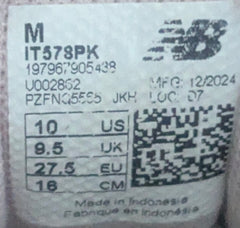 M
IT578PK
197967905438
U002862 MFG: 12/2024
JKH LOC: 07
10 US
9.5 UK
27.5 EU
16 CM
Made in Indonesia
Fabriqué en Indonésie